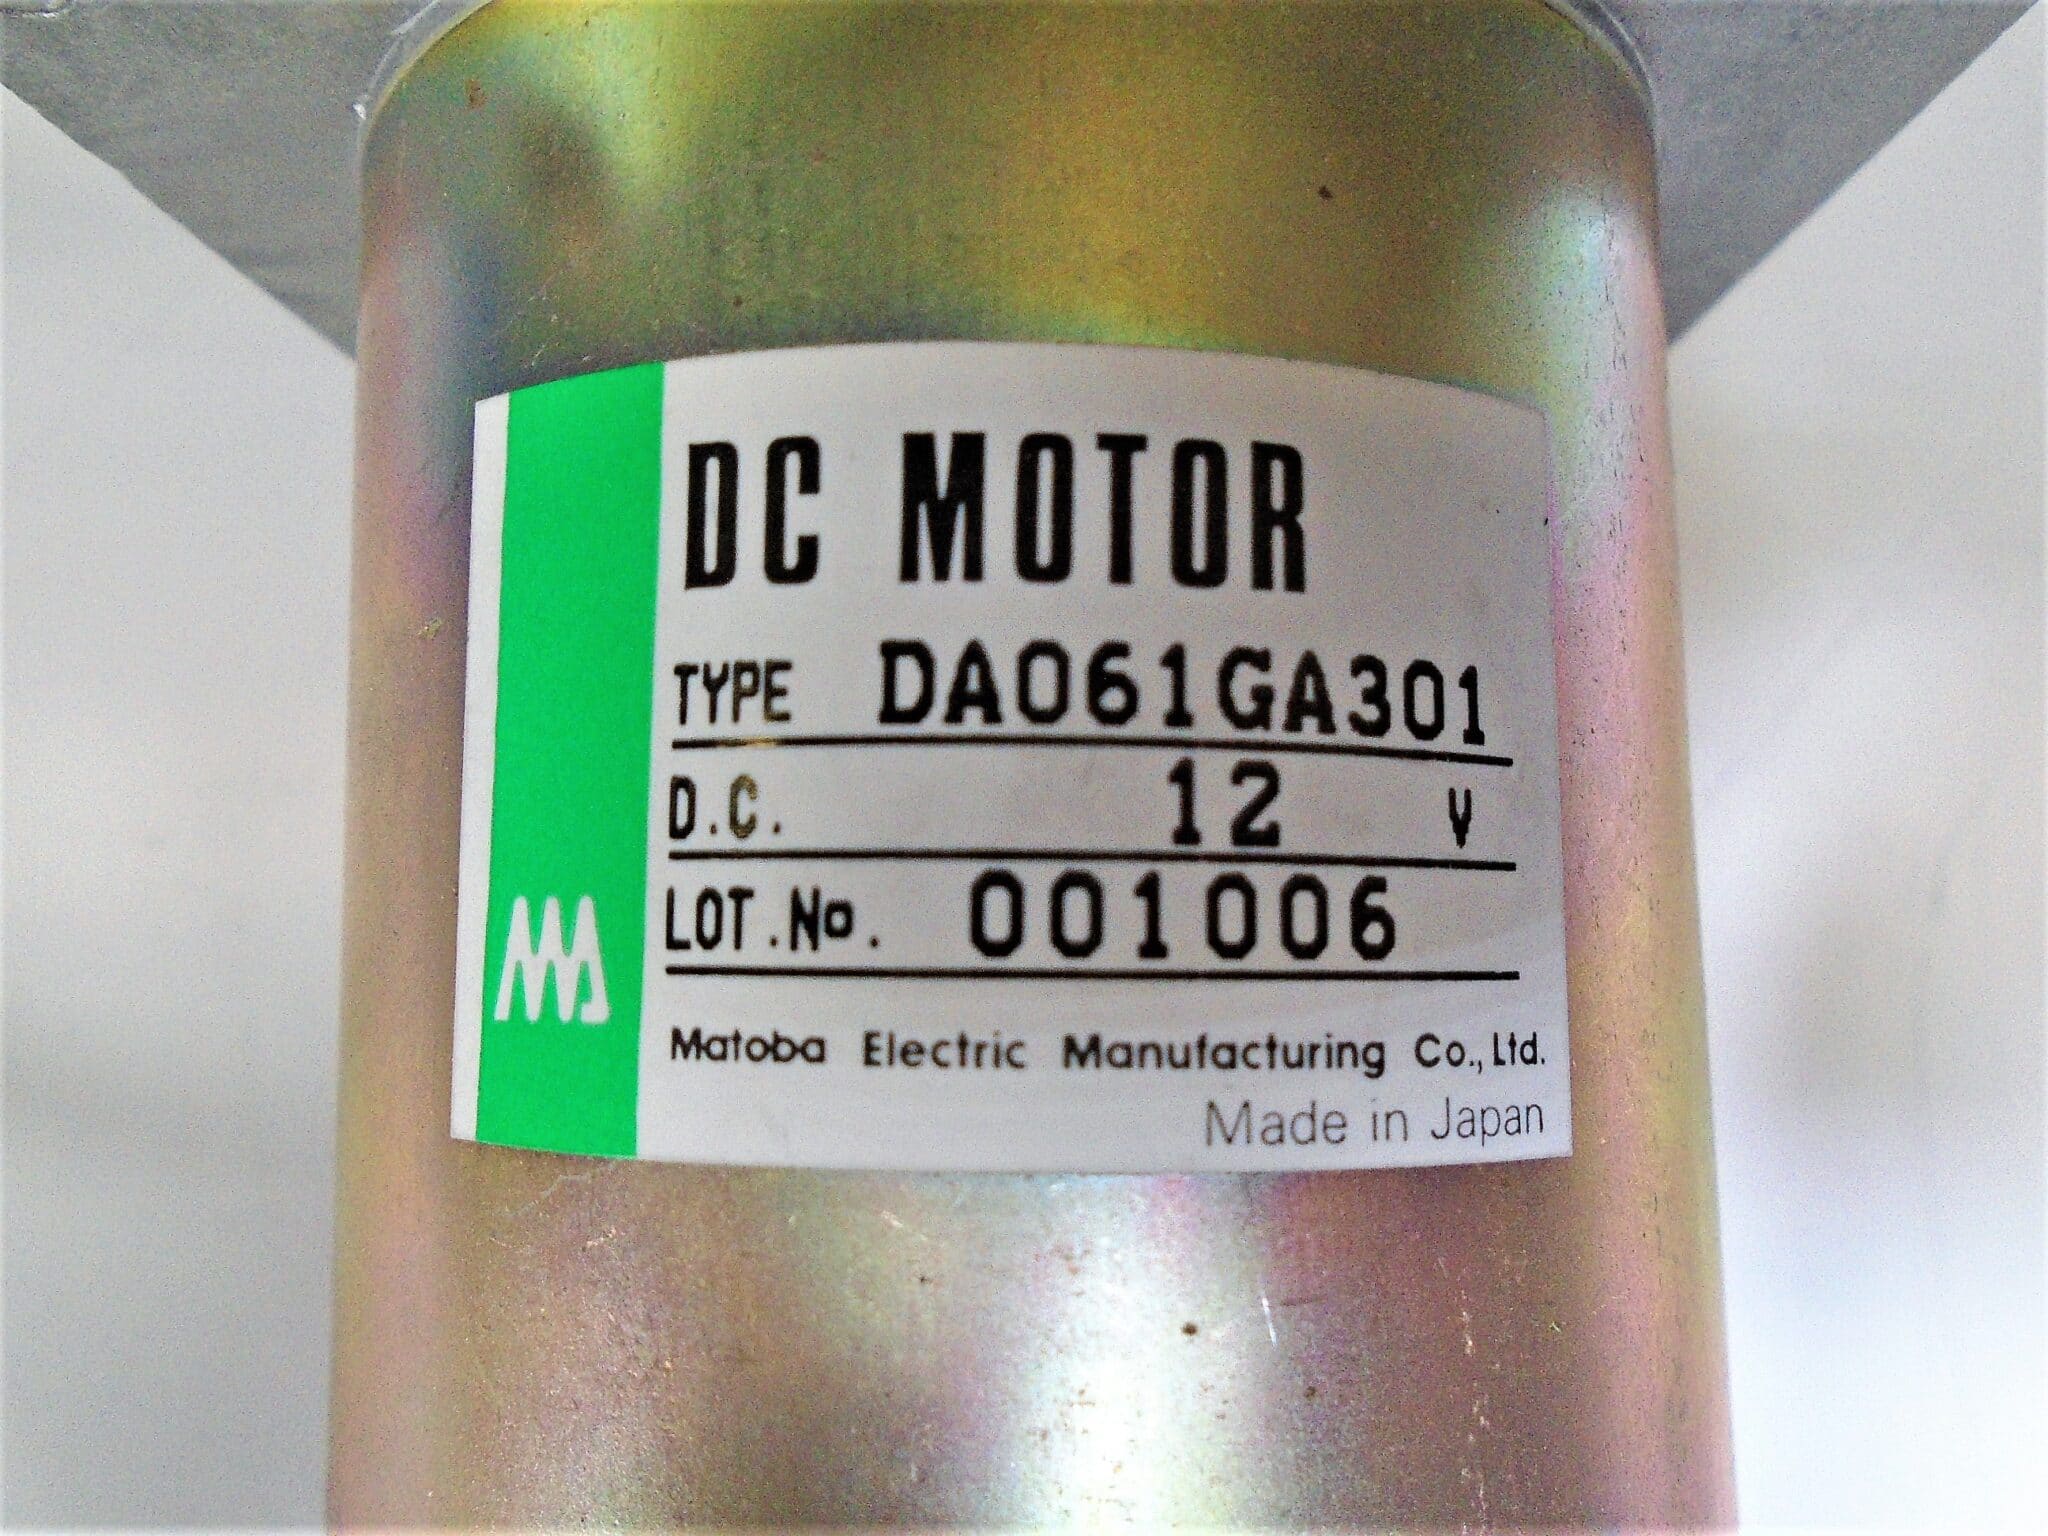 DC MOTOR
TYPE DA061GA301
D.C. 12 V
LOT.No. 001006
Matoba Electric Manufacturing Co., Ltd.
Made in Japan